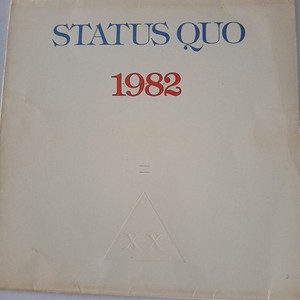 STATUS QUO
1982
=
XX